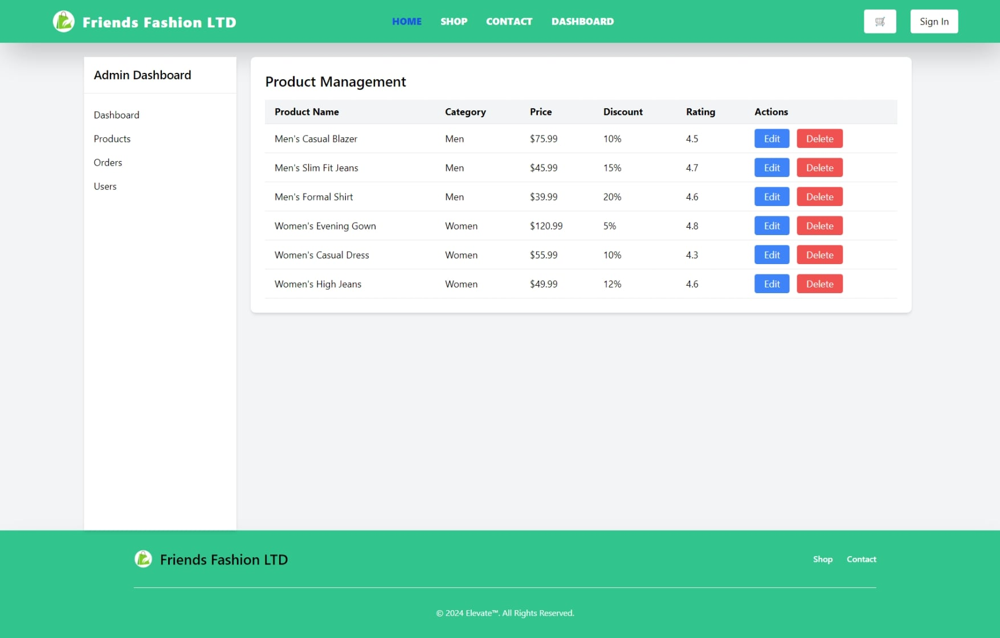 Friends Fashion LTD HOME SHOP CONTACT DASHBOARD Sign In
Admin Dashboard
Dashboard
Products
Orders
Users
Product Management
Product Name Category Price Discount Rating Actions
Men's Casual Blazer Men $75.99 10% 4.5 Edit Delete
Men's Slim Fit Jeans Men $45.99 15% 4.7 Edit Delete
Men's Formal Shirt Men $39.99 20% 4.6 Edit Delete
Women's Evening Gown Women $120.99 5% 4.8 Edit Delete
Women's Casual Dress Women $55.99 10% 4.3 Edit Delete
Women's High Jeans Women $49.99 12% 4.6 Edit Delete
Friends Fashion LTD Shop Contact
© 2024 Elevate™. All Rights Reserved.